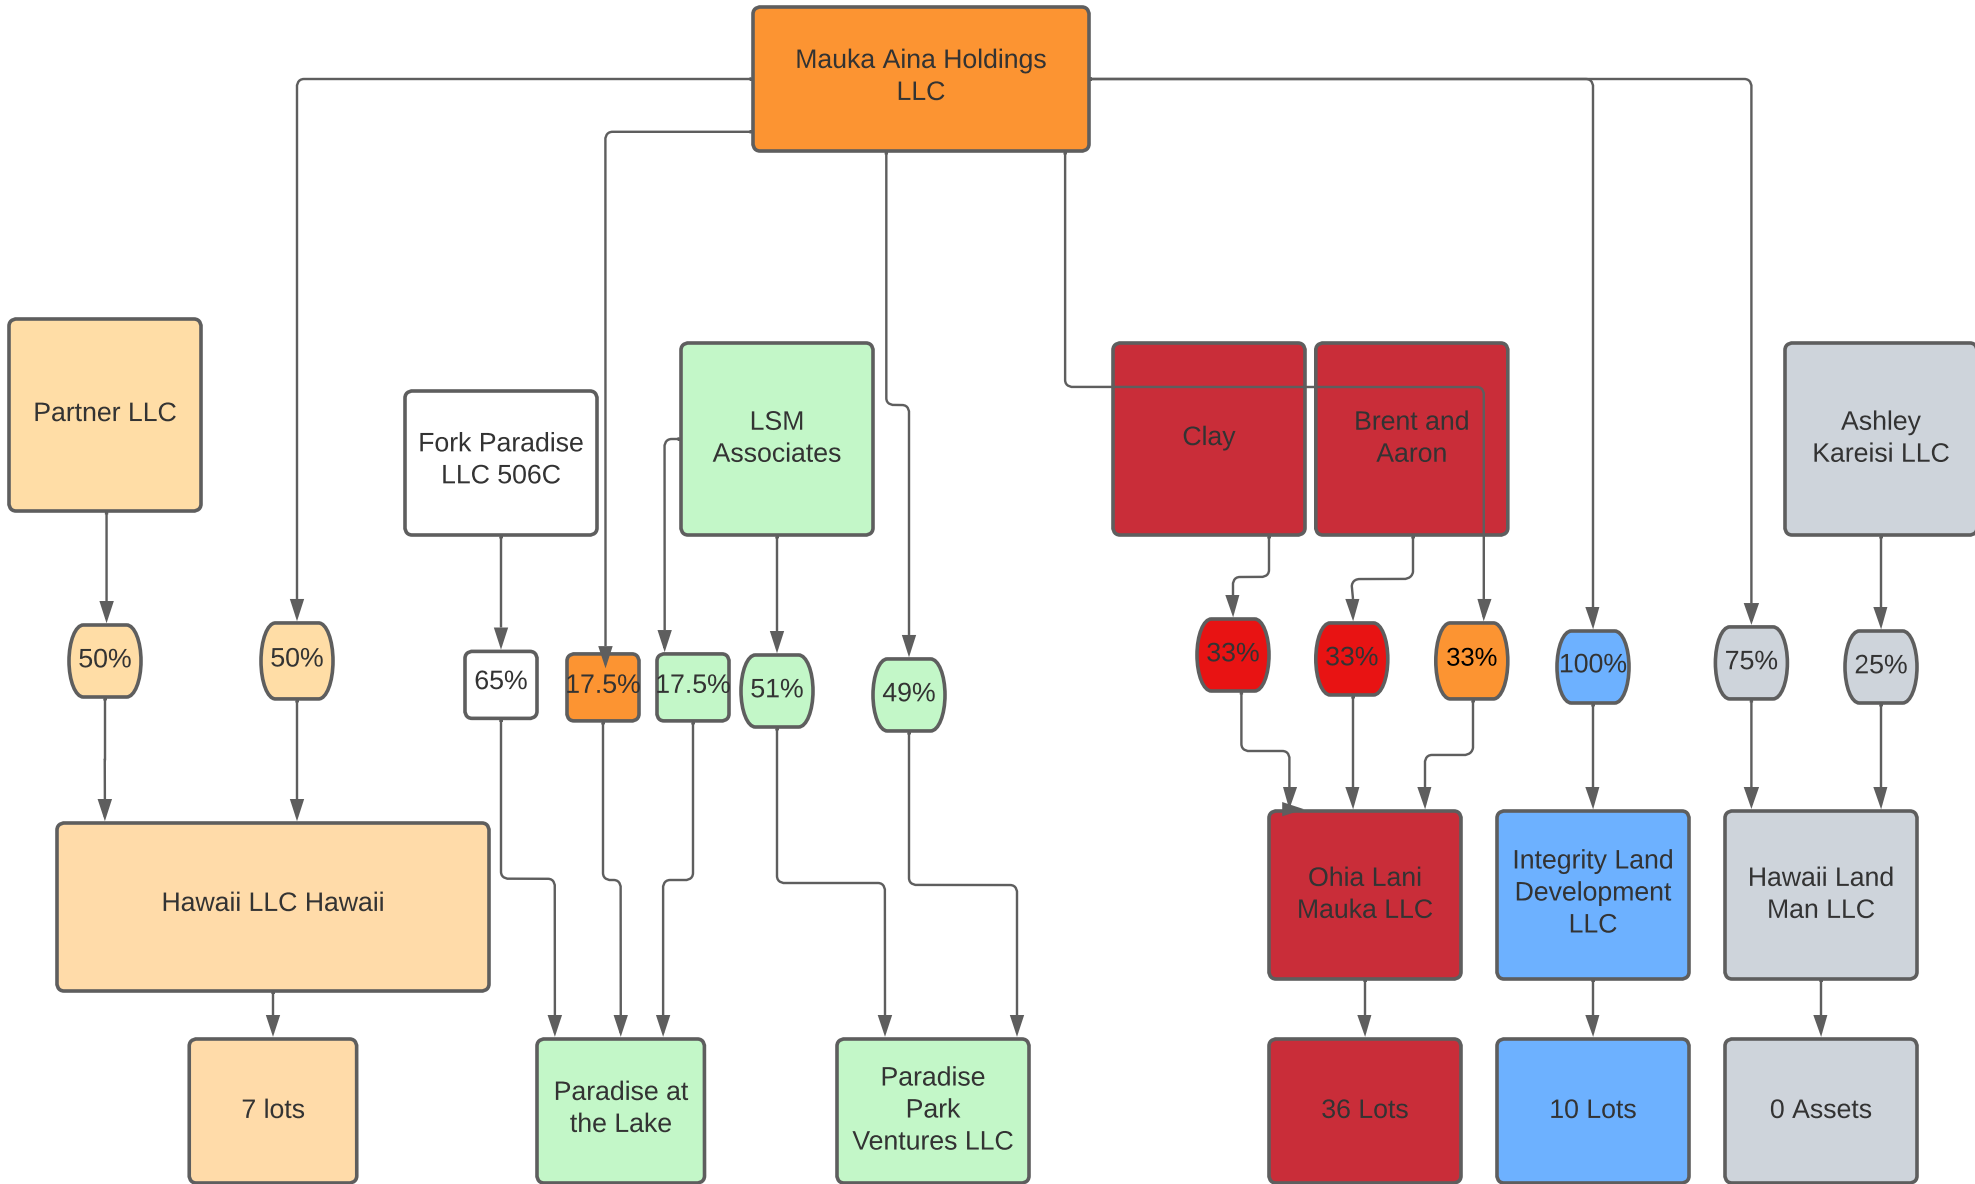 Mauka Aina Holdings
LLC
Partner LLC
Fork Paradise
LLC 506C
LSM
Associates
Clay
Brent and
Aaron
Ashley
Kareisi LLC
50%
50%
65%
17.5%
17.5%
51%
49%
33%
33%
33%
100%
75%
25%
Hawaii LLC Hawaii
Ohia Lani
Mauka LLC
Integrity Land
Development
LLC
Hawaii Land
Man LLC
7 lots
Paradise at
the Lake
Paradise
Park
Ventures LLC
36 Lots
10 Lots
0 Assets